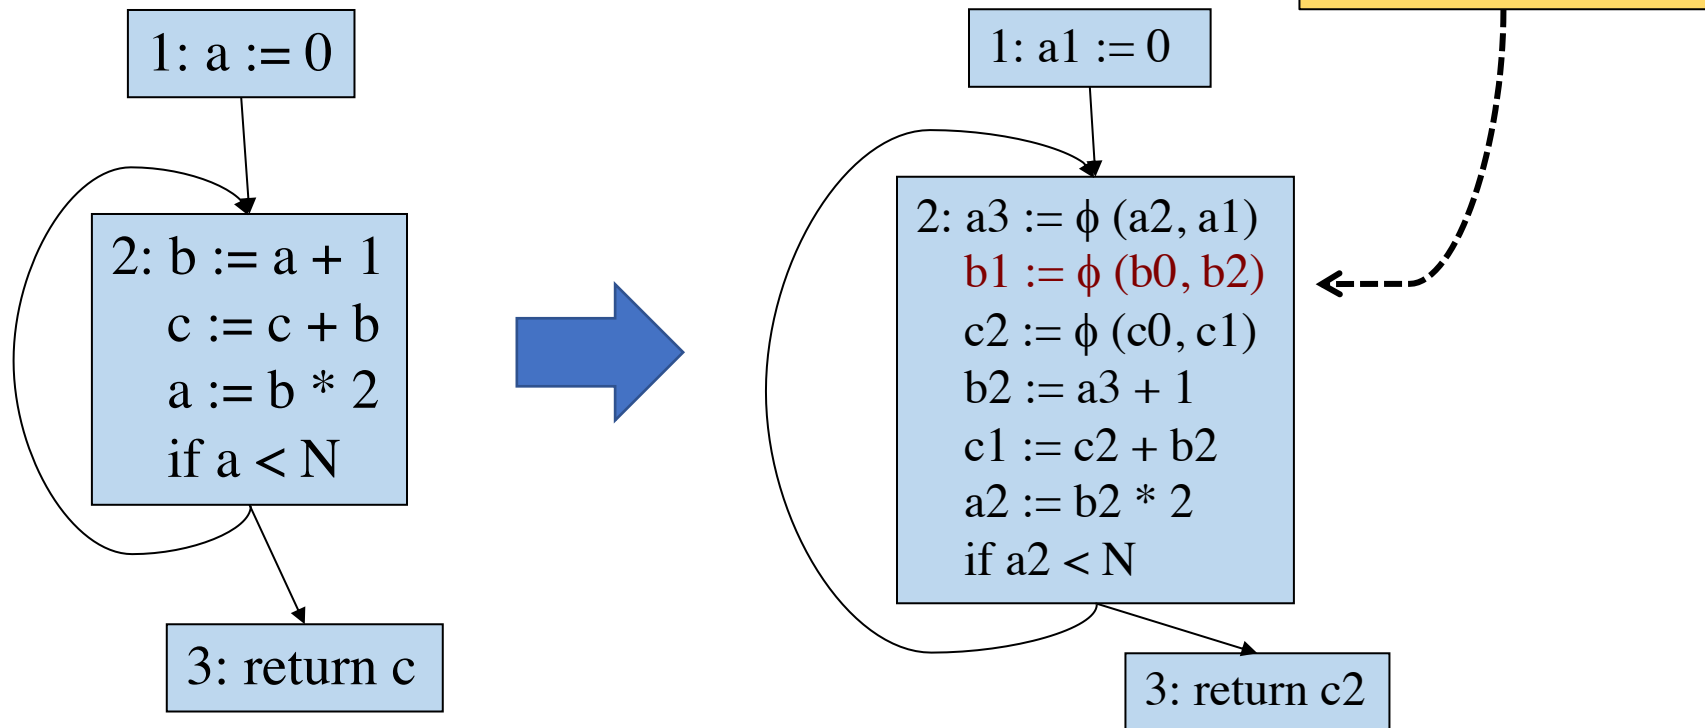 1: a := 0
2: b := a + 1
c := c + b
a := b * 2
if a < N
3: return c
1: a1 := 0
2: a3 := ϕ (a2, a1)
b1 := ϕ (b0, b2)
c2 := ϕ (c0, c1)
b2 := a3 + 1
c1 := c2 + b2
a2 := b2 * 2
if a2 < N
3: return c2